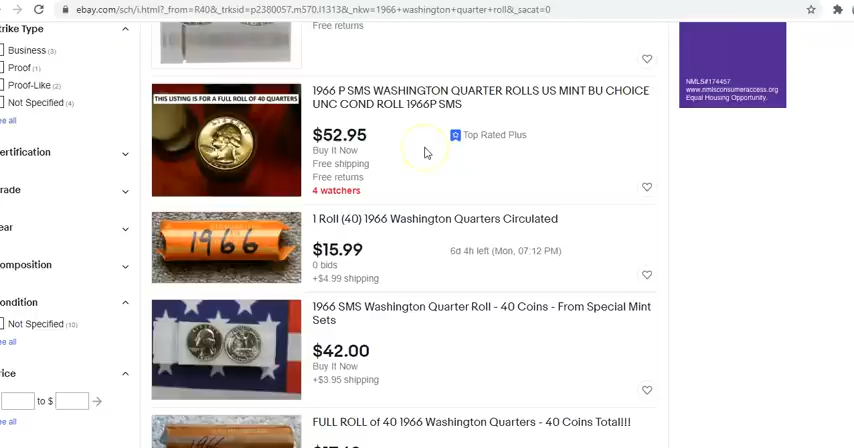 ebay.com/sch/i.html?_from=R40&_trksid=p2380057.m570.l1313&_nkw=1966+washington+quarter+roll&_sacat=0
trike Type
Business (3)
Proof (1)
Proof-Like (2)
Not Specified (4)
ee all
ertification
rade
ear
omposition
ondition
Not Specified (10)
ee all
rice
to $
ee all
Free returns
THIS LISTING IS FOR A FULL ROLL OF 40 QUARTERS
1966 P SMS WASHINGTON QUARTER ROLLS US MINT BU CHOICE
UNC COND ROLL 1966P SMS
$52.95
Top Rated Plus
Buy It Now
Free shipping
Free returns
4 watchers
1966
1 Roll (40) 1966 Washington Quarters Circulated
$15.99
6d 4h left (Mon, 07:12 PM)
0 bids
+$4.99 shipping
1966 SMS Washington Quarter Roll - 40 Coins - From Special Mint
Sets
$42.00
Buy It Now
+$3.95 shipping
FULL ROLL of 40 1966 Washington Quarters - 40 Coins Total!!!
NMLS#174457
www.nmlsconsumeraccess.org
Equal Housing Opportunity.